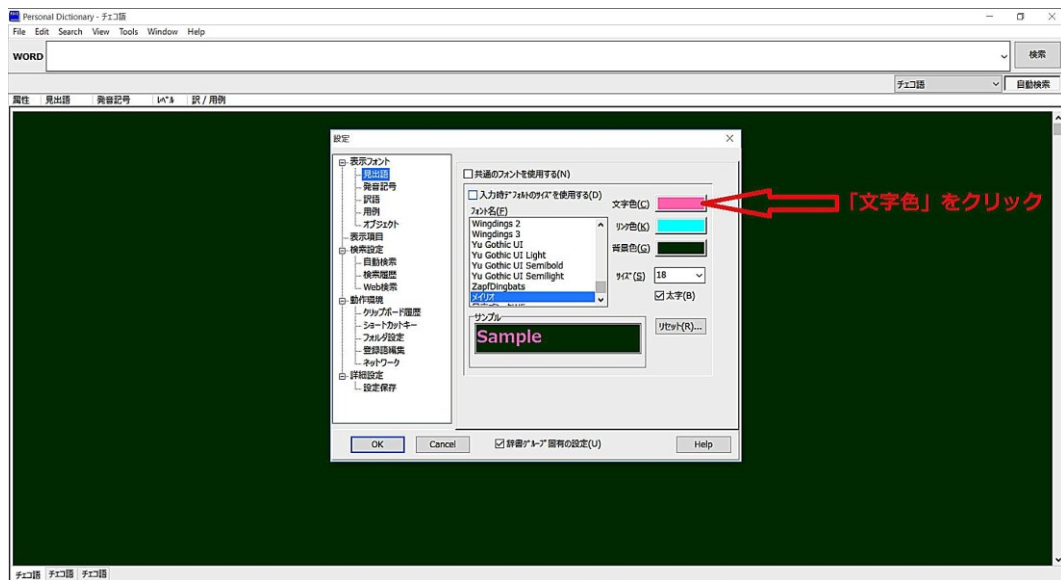 Personal Dictionary - チェコ語
File Edit Search View Tools Window Help
WORD
検索
チェコ語
自動検索
属性 見出語 発音記号 ﾚﾍﾞﾙ 訳 / 用例
設定
表示フォント
見出語
発音記号
訳語
用例
オブジェクト
表示項目
検索設定
自動検索
検索履歴
Web検索
動作環境
クリップボード履歴
ショートカットキー
フォルダ設定
登録語編集
ネットワーク
詳細設定
設定保存
共通のフォントを使用する(N)
入力時ﾃﾞﾌｫﾙﾄのｻｲｽﾞを使用する(D)
ﾌｫﾝﾄ名(F)
Wingdings 2
Wingdings 3
Yu Gothic UI
Yu Gothic UI Light
Yu Gothic UI Semibold
Yu Gothic UI Semilight
ZapfDingbats
メイリオ
文字色(C)
ﾘﾝｸ色(K)
背景色(G)
ｻｲｽﾞ(S) 18
太字(B)
サンプル
Sample
ﾘｾｯﾄ(R)...
OK Cancel 辞書ｸﾞﾙｰﾌﾟ固有の設定(U) Help
「文字色」をクリック
チェコ語 チェコ語 チェコ語